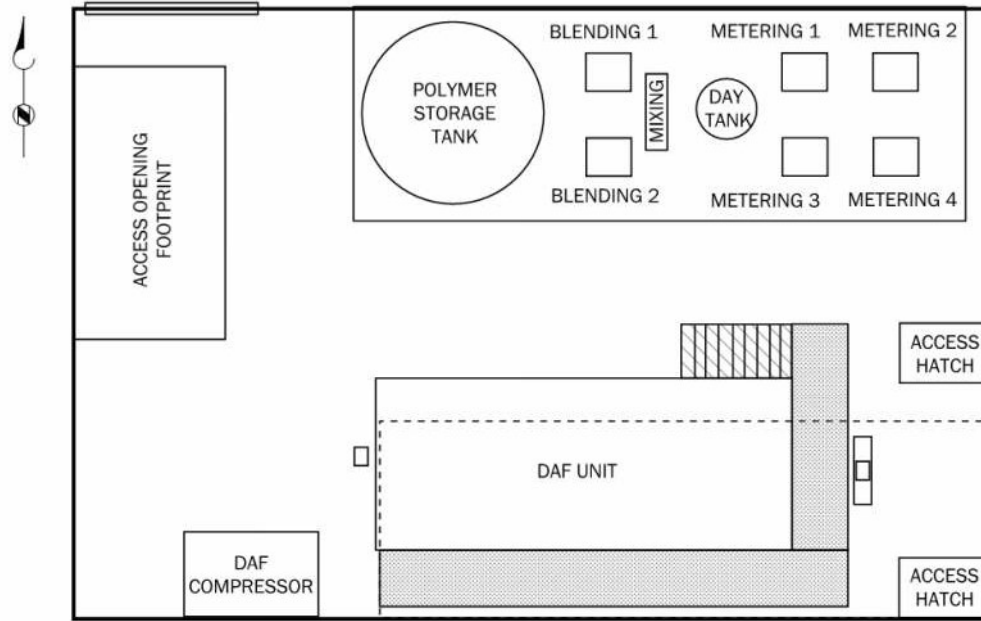 BLENDING 1
METERING 1
METERING 2
POLYMER
STORAGE
TANK
MIXING
DAY
TANK
BLENDING 2
METERING 3
METERING 4
ACCESS OPENING
FOOTPRINT
ACCESS
HATCH
DAF UNIT
DAF
COMPRESSOR
ACCESS
HATCH